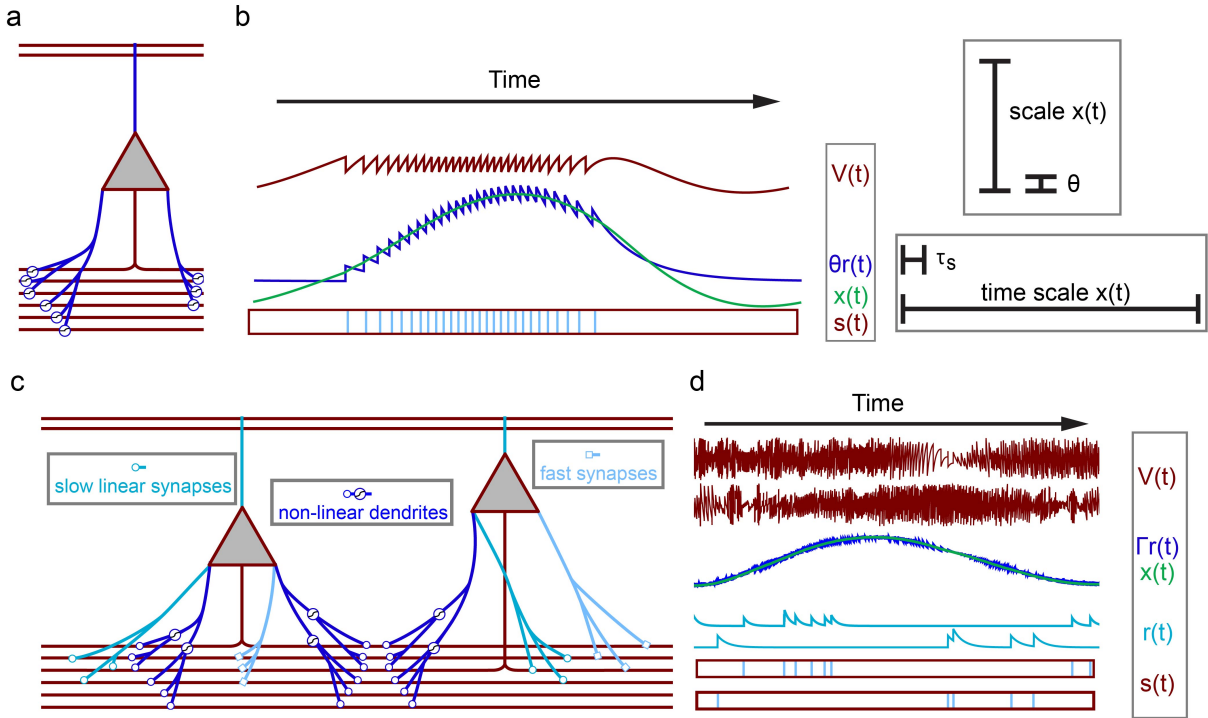 a
b
Time
V(t)
θr(t)
x(t)
s(t)
scale x(t)
θ
τs
time scale x(t)
c
slow linear synapses
non-linear dendrites
fast synapses
d
Time
V(t)
Γr(t)
x(t)
r(t)
s(t)